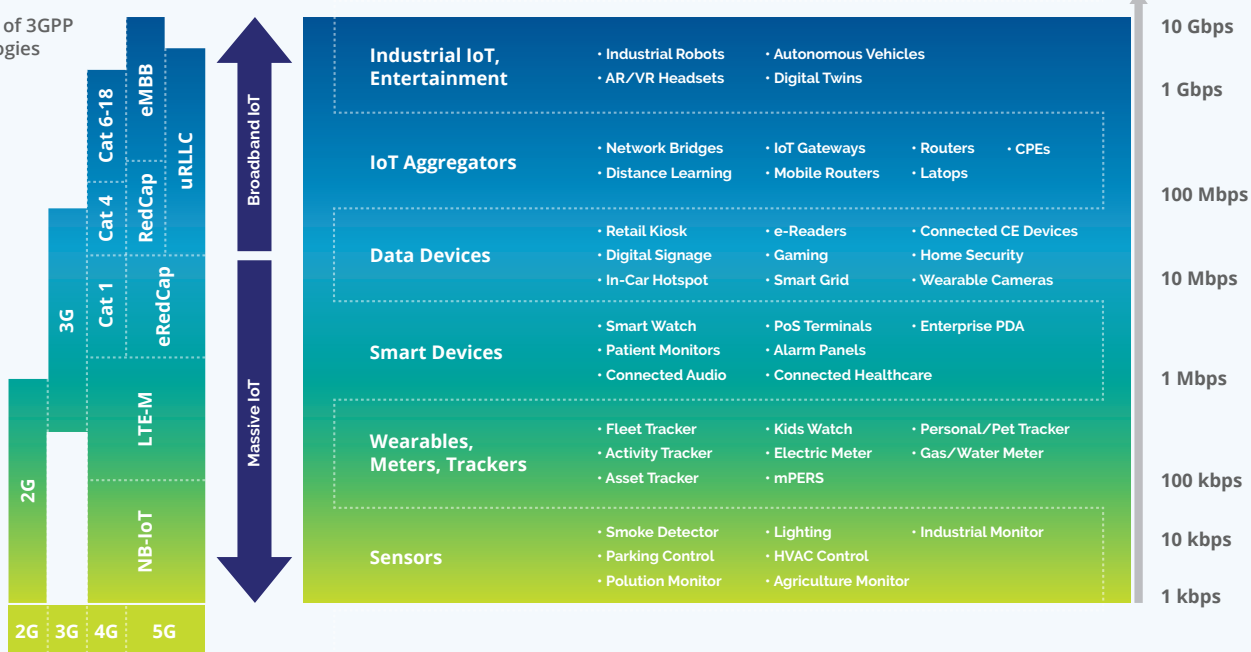 of 3GPP
ogies
2G
3G
Cat 6-18
Cat 4
Cat 1
eMBB
RedCap
uRLLC
eRedCap
LTE-M
NB-IoT
2G 3G 4G 5G
Broadband IoT
Massive IoT
Industrial IoT,
Entertainment
• Industrial Robots • Autonomous Vehicles
• AR/VR Headsets • Digital Twins
IoT Aggregators
• Network Bridges • IoT Gateways • Routers • CPEs
• Distance Learning • Mobile Routers • Latops
Data Devices
• Retail Kiosk • e-Readers • Connected CE Devices
• Digital Signage • Gaming • Home Security
• In-Car Hotspot • Smart Grid • Wearable Cameras
Smart Devices
• Smart Watch • PoS Terminals • Enterprise PDA
• Patient Monitors • Alarm Panels
• Connected Audio • Connected Healthcare
Wearables,
Meters, Trackers
• Fleet Tracker • Kids Watch • Personal/Pet Tracker
• Activity Tracker • Electric Meter • Gas/Water Meter
• Asset Tracker • mPERS
Sensors
• Smoke Detector • Lighting • Industrial Monitor
• Parking Control • HVAC Control
• Polution Monitor • Agriculture Monitor
10 Gbps
1 Gbps
100 Mbps
10 Mbps
1 Mbps
100 kbps
10 kbps
1 kbps